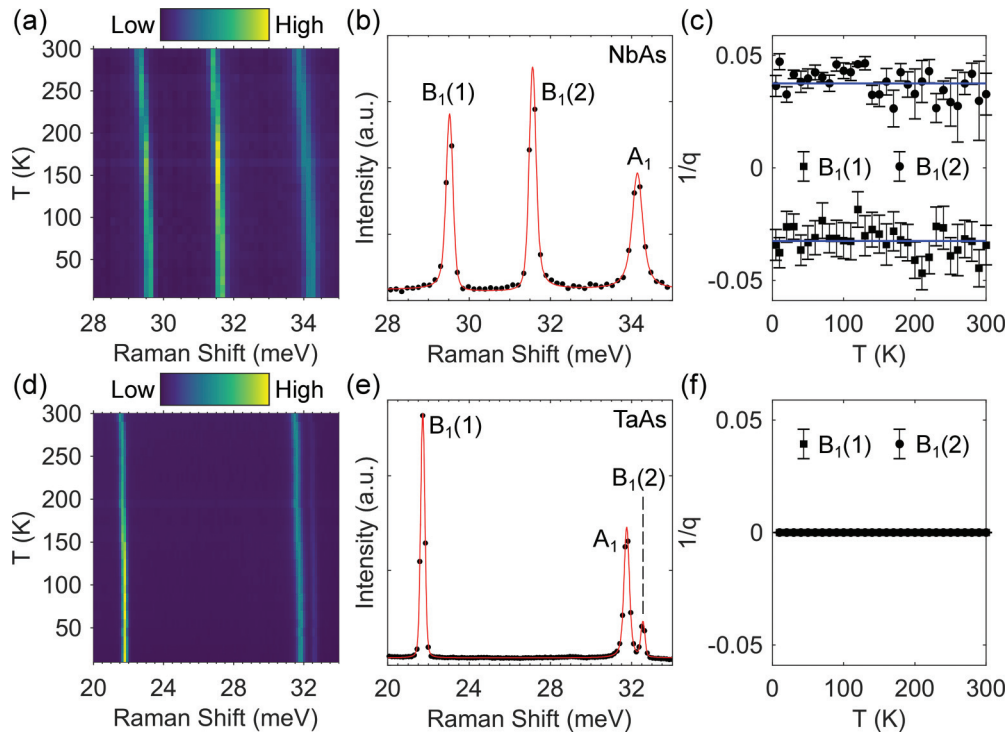 (a) Low High
T (K)
300
250
200
150
100
50
28 30 32 34
Raman Shift (meV)
(b)
NbAs
B₁(1) B₁(2)
A₁
Intensity (a.u.)
28 30 32 34
Raman Shift (meV)
(c)
1/q
0.05
0
-0.05
B₁(1) B₁(2)
0 100 200 300
T (K)
(d) Low High
T (K)
300
250
200
150
100
50
20 24 28 32
Raman Shift (meV)
(e)
TaAs
B₁(1)
B₁(2)
A₁
Intensity (a.u.)
20 24 28 32
Raman Shift (meV)
(f)
1/q
0.05
0
-0.05
B₁(1) B₁(2)
0 100 200 300
T (K)